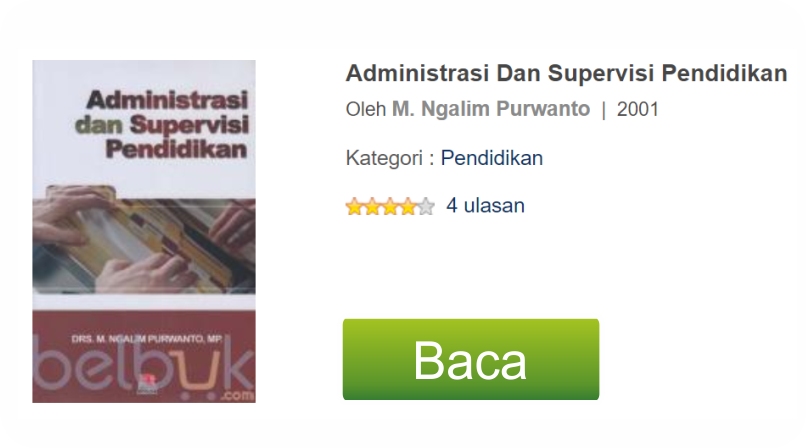 Administrasi
dan Supervisi
Pendidikan
DRS. M. NGALIM PURWANTO, MP.
belbuk
.com
Administrasi Dan Supervisi Pendidikan
Oleh M. Ngalim Purwanto | 2001
Kategori : Pendidikan
4 ulasan
Baca